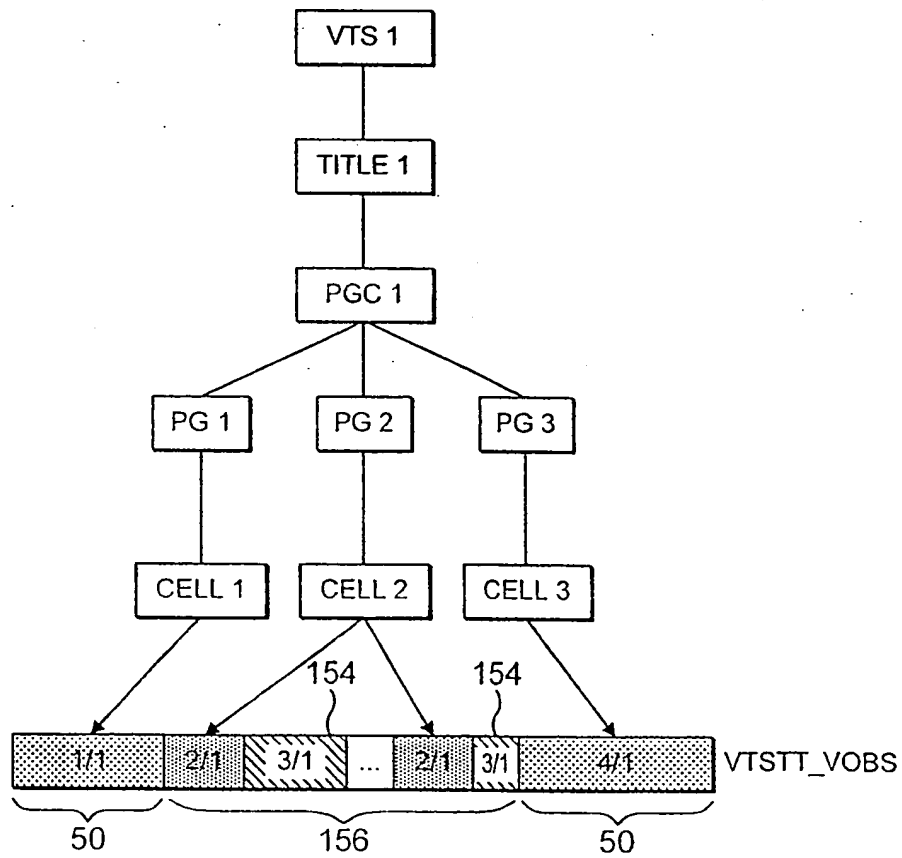 VTS 1
TITLE 1
PGC 1
PG 1 PG 2 PG 3
CELL 1 CELL 2 CELL 3
154 154
1/1 2/1 3/1 ... 2/1 3/1 4/1 VTSTT_VOBS
50 156 50